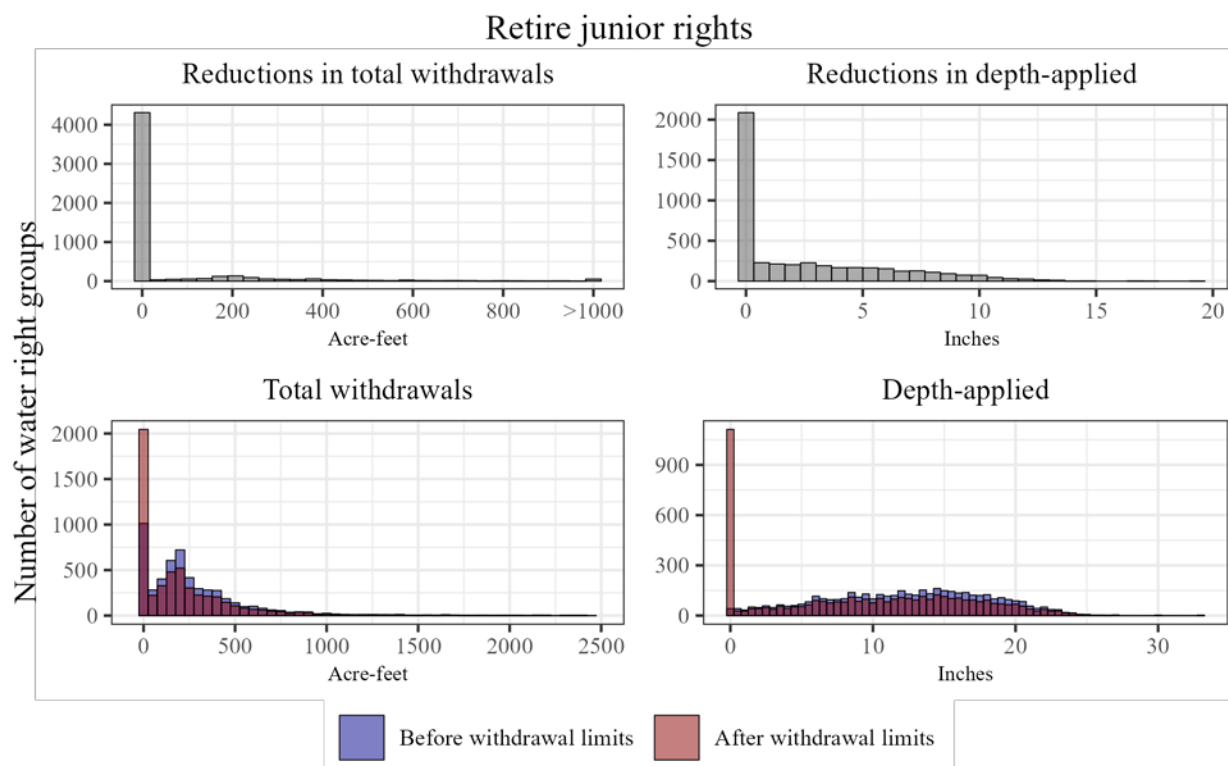 Retire junior rights
Reductions in total withdrawals
Reductions in depth-applied
4000
3000
2000
1000
0
0 200 400 600 800 >1000
Acre-feet
2000
1500
1000
500
0
0 5 10 15 20
Inches
Number of water right groups
Total withdrawals
Depth-applied
2000
1500
1000
500
0
0 500 1000 1500 2000 2500
Acre-feet
900
600
300
0
0 10 20 30
Inches
Before withdrawal limits
After withdrawal limits